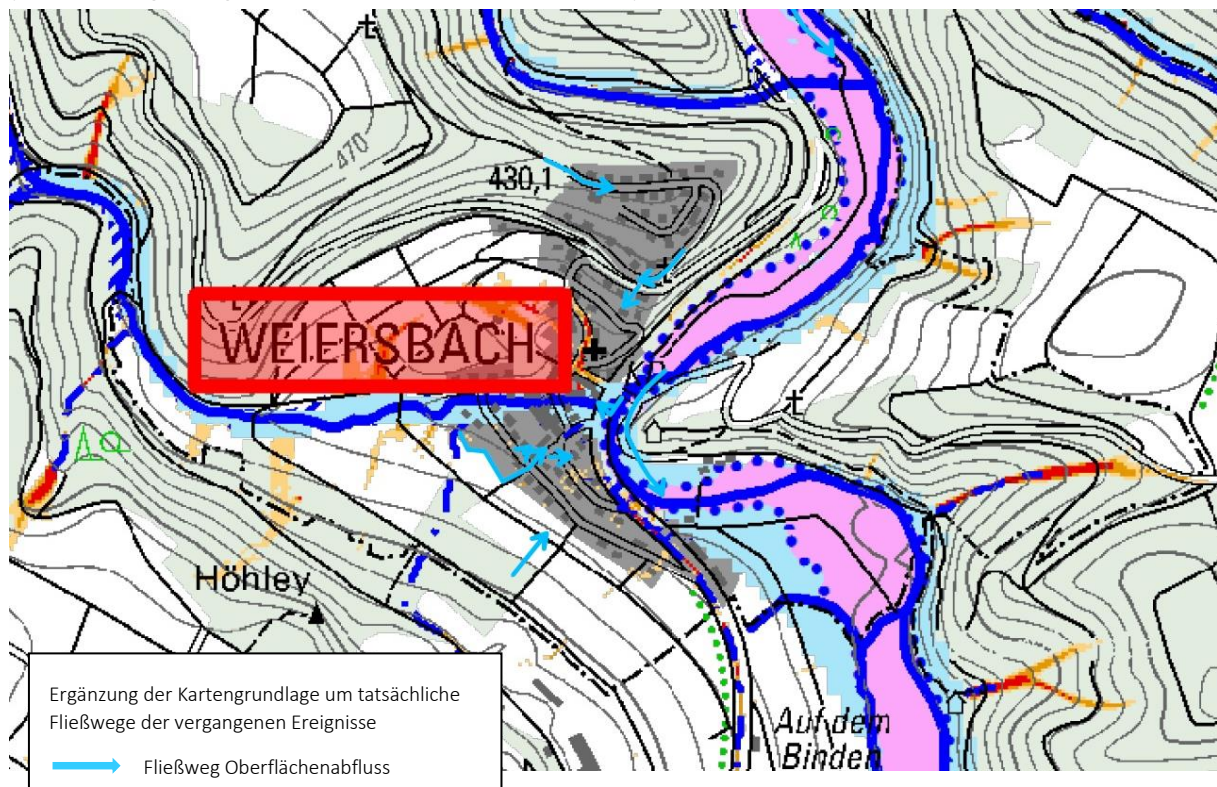 470
430,1
WEIERSBACH
Höhley
Auf dem
Binden
Ergänzung der Kartengrundlage um tatsächliche
Fließwege der vergangenen Ereignisse
Fließweg Oberflächenabfluss